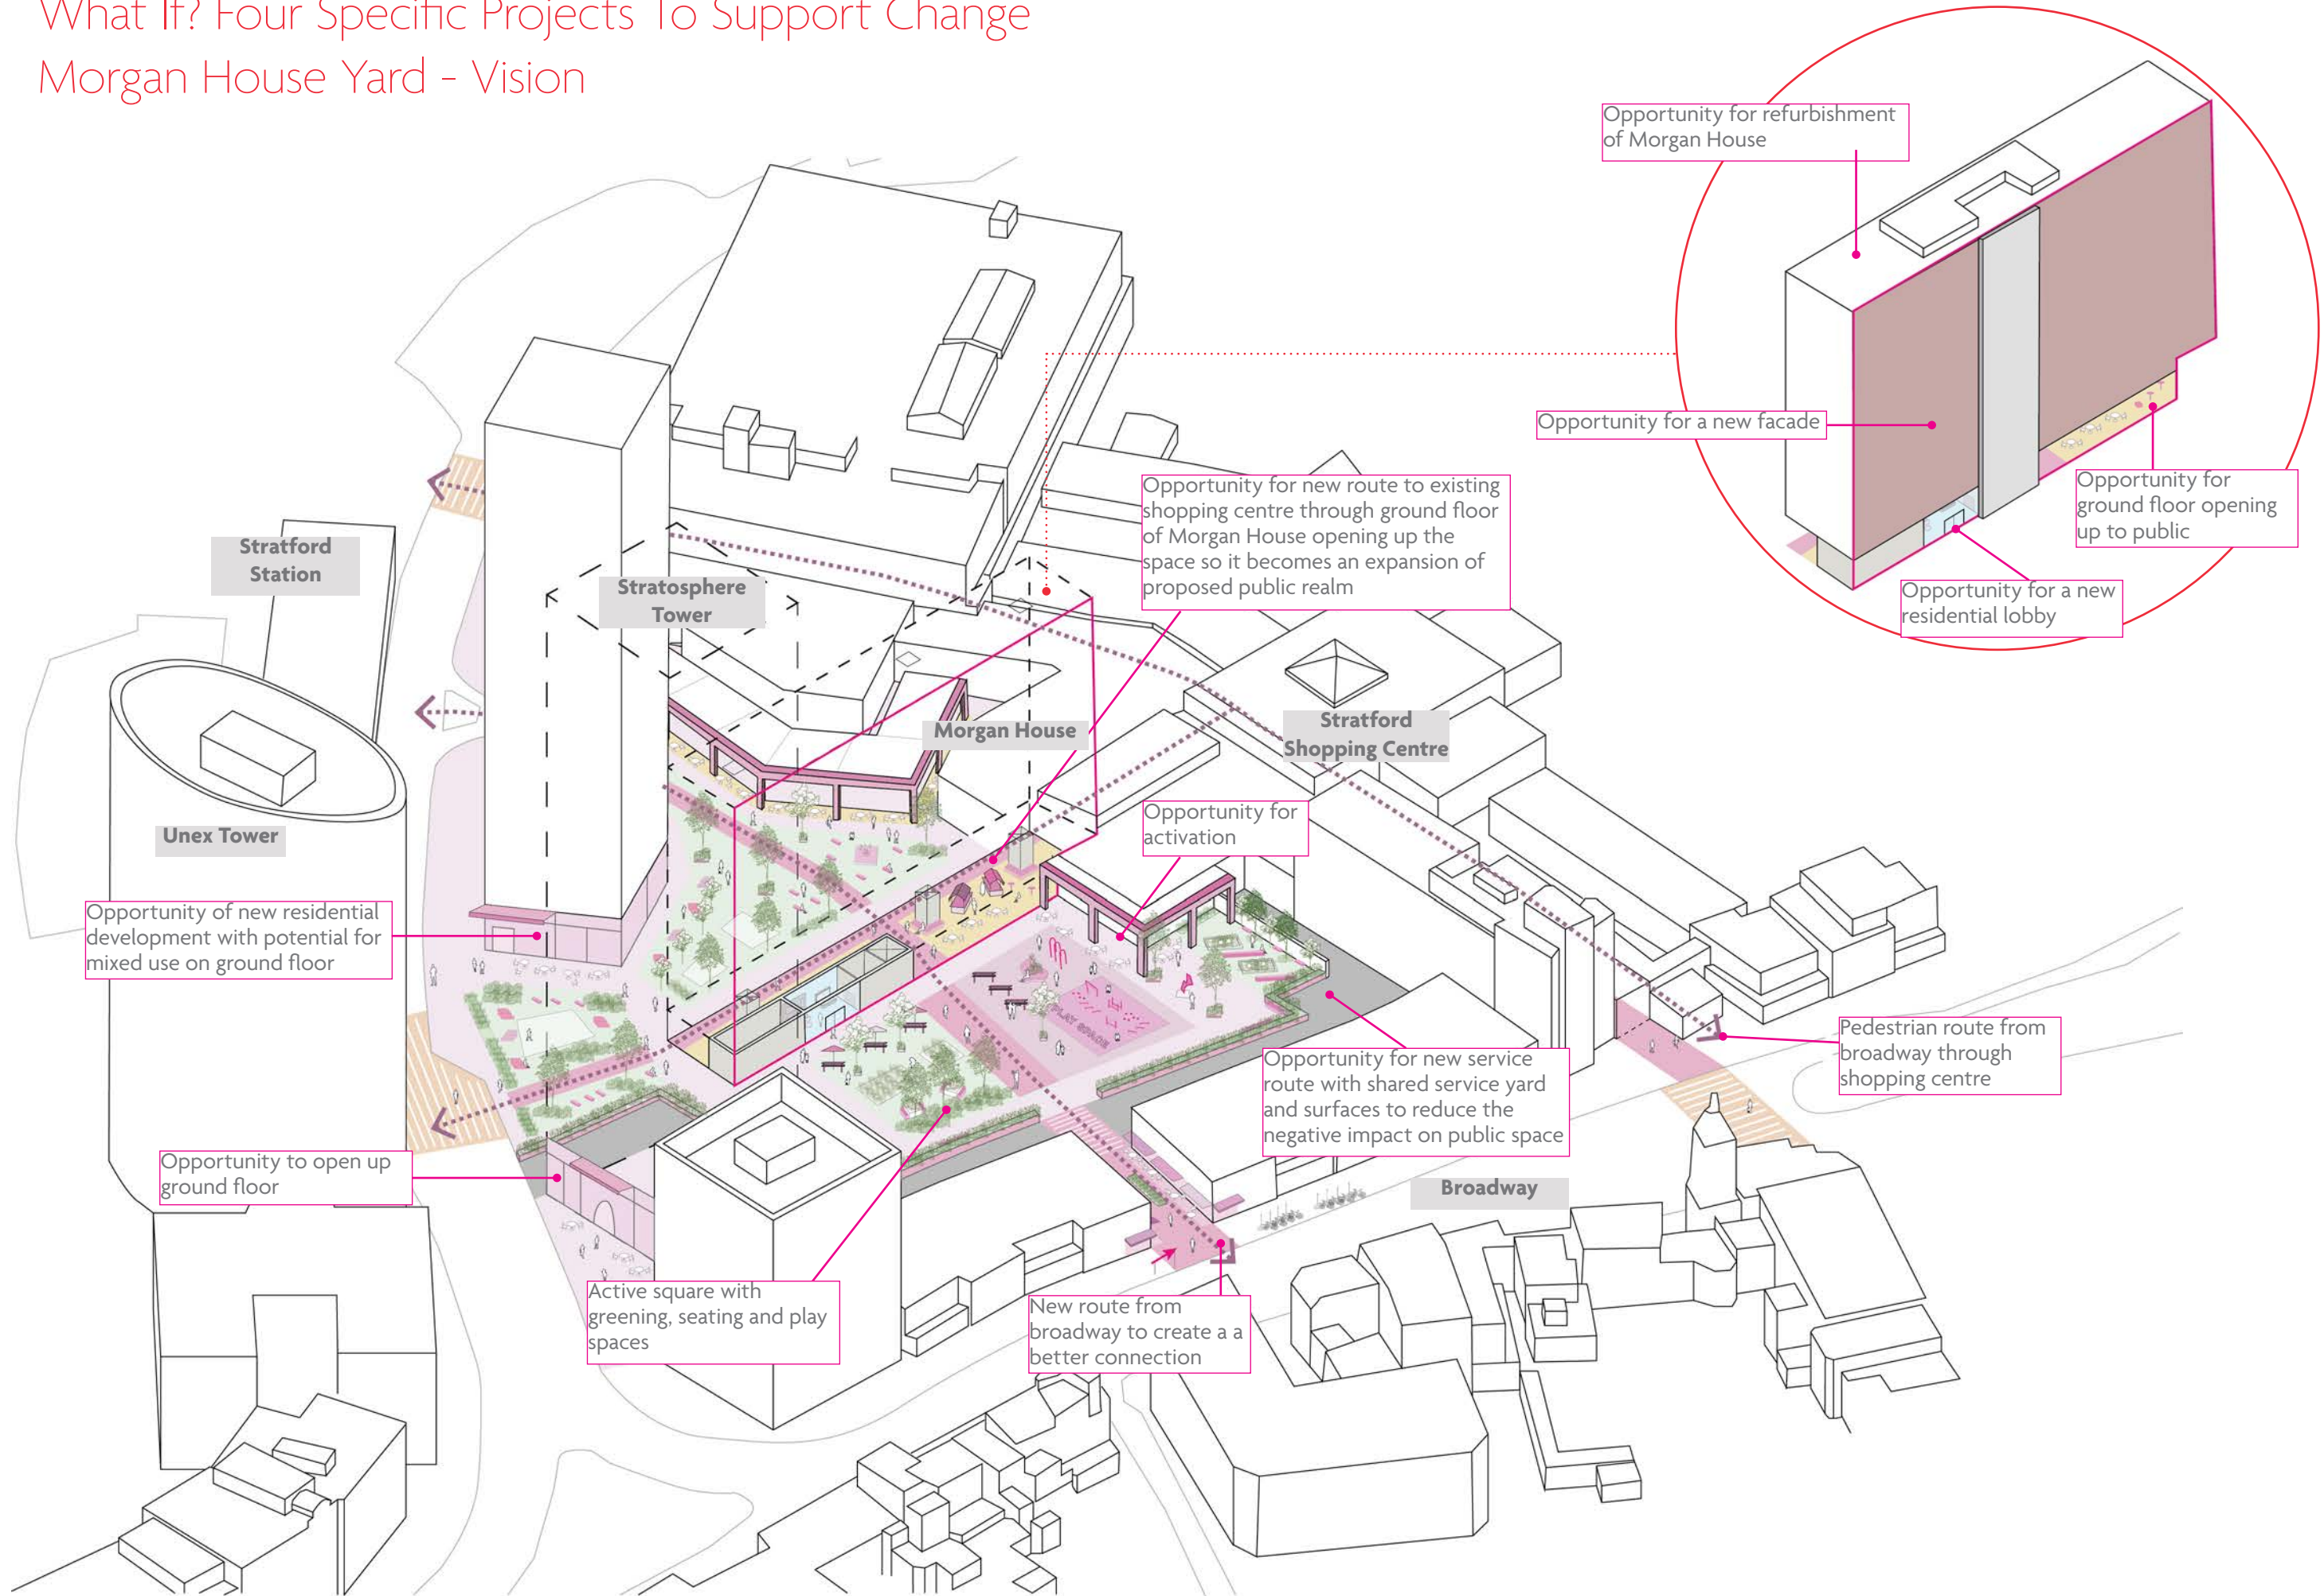 What If? Four Specific Projects To Support Change
Morgan House Yard - Vision
Opportunity for refurbishment
of Morgan House
Opportunity for a new facade
Opportunity for
ground floor opening
up to public
Opportunity for a new
residential lobby
Opportunity for new route to existing
shopping centre through ground floor
of Morgan House opening up the
space so it becomes an expansion of
proposed public realm
Stratford
Station
Stratosphere
Tower
Morgan House
Stratford
Shopping Centre
Unex Tower
Opportunity for
activation
Opportunity of new residential
development with potential for
mixed use on ground floor
PLAY SPACE
Opportunity for new service
route with shared service yard
and surfaces to reduce the
negative impact on public space
Pedestrian route from
broadway through
shopping centre
Opportunity to open up
ground floor
Broadway
Active square with
greening, seating and play
spaces
New route from
broadway to create a a
better connection